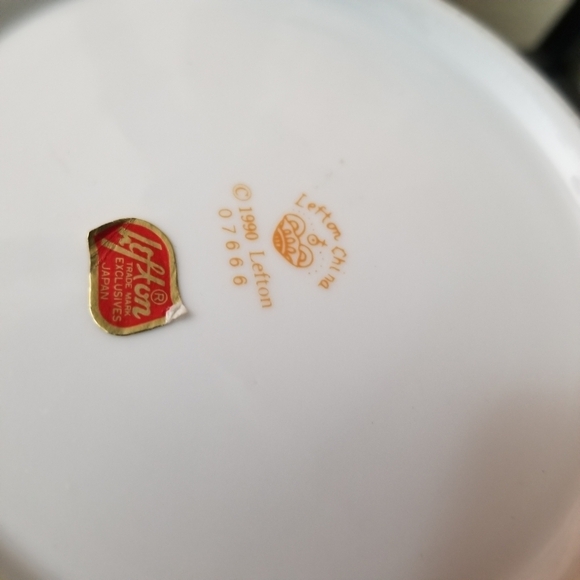 Lefton
TRADE MARK ®
EXCLUSIVES
JAPAN
Lefton China
© 1990 Lefton
07666